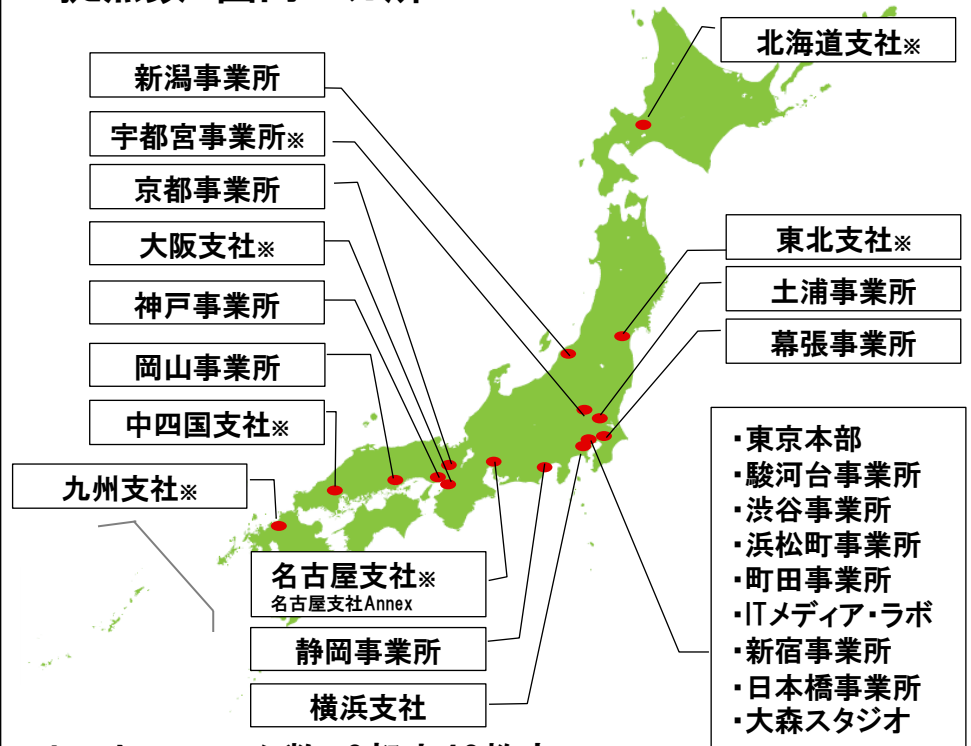 北海道支社※
新潟事業所
宇都宮事業所※
京都事業所
大阪支社※
神戸事業所
岡山事業所
中四国支社※
九州支社※
東北支社※
土浦事業所
幕張事業所
・東京本部
・駿河台事業所
・渋谷事業所
・浜松町事業所
・町田事業所
・ITメディア・ラボ
・新宿事業所
・日本橋事業所
・大森スタジオ
名古屋支社※
名古屋支社Annex
静岡事業所
横浜支社